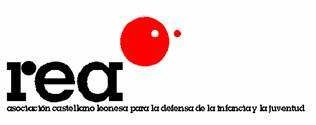 rea
asociación castellano leonesa para la defensa de la infancia y la juventud